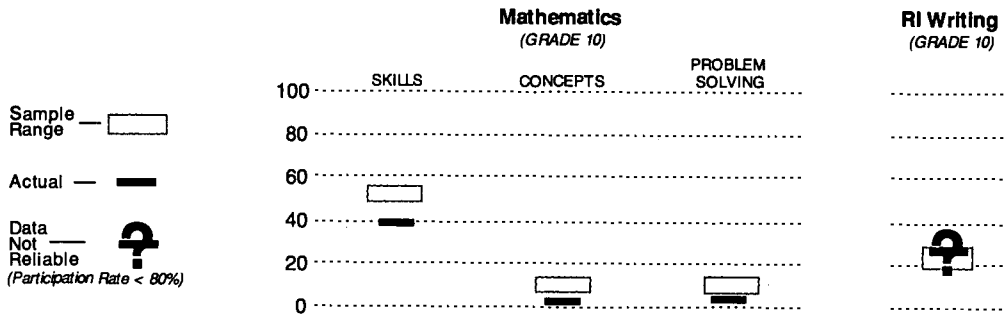 Mathematics
(GRADE 10)
RI Writing
(GRADE 10)
SKILLS
CONCEPTS
PROBLEM
SOLVING
100
80
60
40
20
0
Sample
Range
Actual
Data
Not
Reliable
(Participation Rate < 80%)